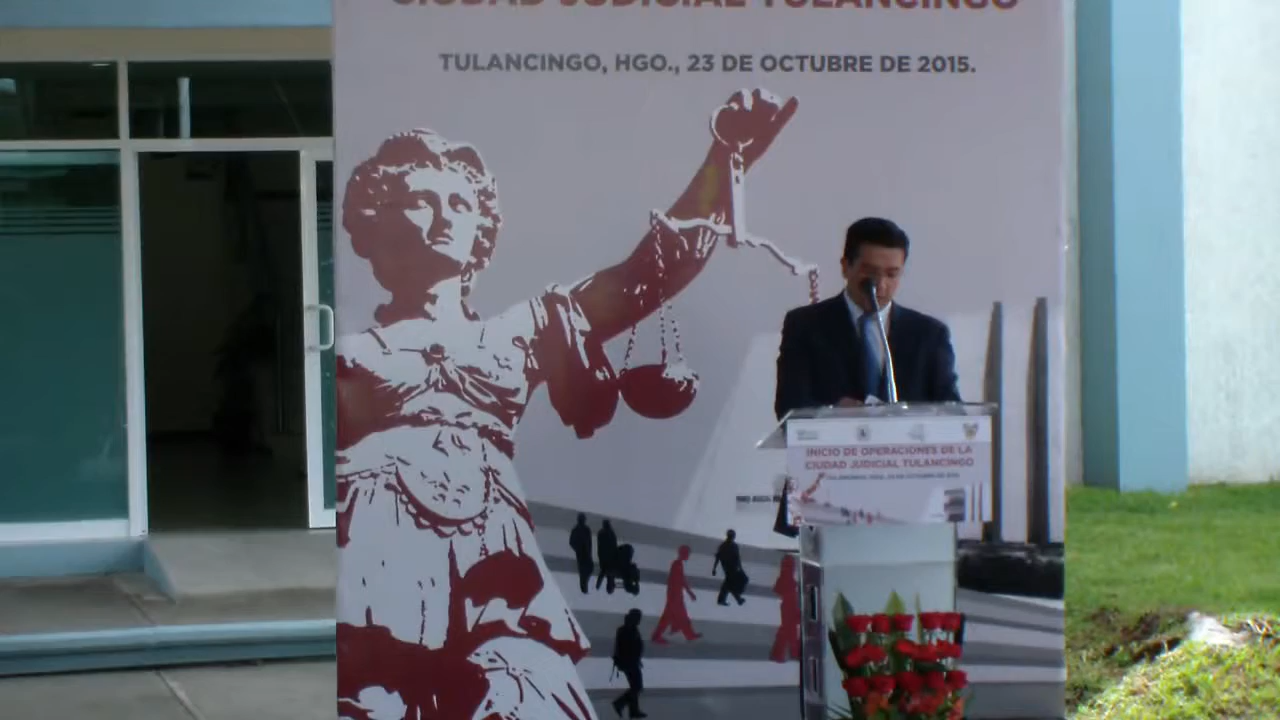 CIUDAD JUDICIAL TULANCINGO
TULANCINGO, HGO., 23 DE OCTUBRE DE 2015.
INICIO DE OPERACIONES DE LA
CIUDAD JUDICIAL TULANCINGO